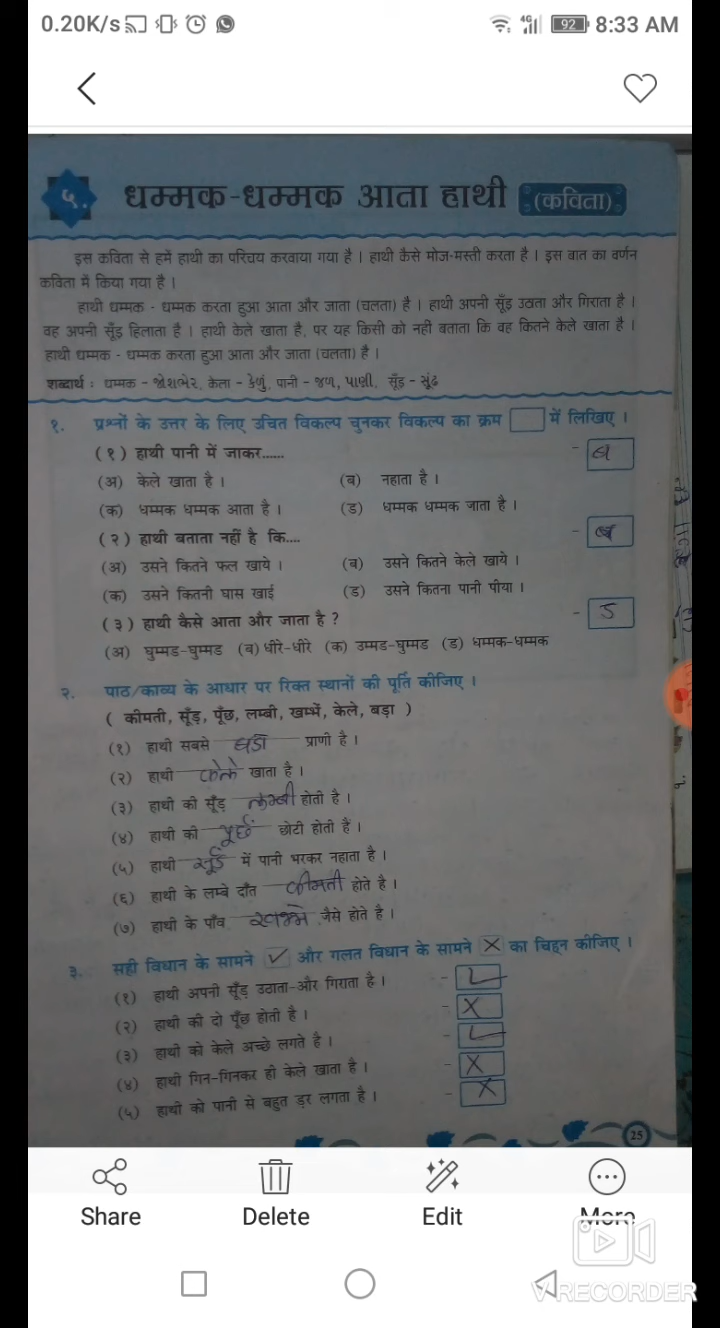 0.20K/s 4G 92 8:33 AM
५. धम्मक-धम्मक आता हाथी (कविता)
इस कविता से हमें हाथी का परिचय करवाया गया है । हाथी कैसे मोज-मस्ती करता है । इस बात का वर्णन
कविता में किया गया है ।
हाथी धम्मक - धम्मक करता हुआ आता और जाता (चलता) है । हाथी अपनी सूँड़ उठाता और गिराता है ।
वह अपनी सूँड़ हिलाता है । हाथी केले खाता है, पर यह किसी को नही बताता कि वह कितने केले खाता है ।
हाथी धम्मक - धम्मक करता हुआ आता और जाता (चलता) है ।
शब्दार्थ : धम्मक - જોશભેર, केला - કેળું, पानी - જળ, પાણી, सूँड़ - સૂંઢ
१. प्रश्नों के उत्तर के लिए उचित विकल्प चुनकर विकल्प का क्रम में लिखिए ।
(१) हाथी पानी में जाकर...... - ब
(अ) केले खाता है । (ब) नहाता है ।
(क) धम्मक धम्मक आता है । (ड) धम्मक धम्मक जाता है ।
(२) हाथी बताता नहीं है कि.... - ब
(अ) उसने कितने फल खाये । (ब) उसने कितने केले खाये ।
(क) उसने कितनी घास खाई (ड) उसने कितना पानी पीया ।
(३) हाथी कैसे आता और जाता है ? - ड
(अ) घुम्मड-घुम्मड (ब) धीरे-धीरे (क) उम्मड-घुम्मड (ड) धम्मक-धम्मक
२. पाठ/काव्य के आधार पर रिक्त स्थानों की पूर्ति कीजिए ।
( कीमती, सूँड़, पूँछ, लम्बी, खम्भें, केले, बड़ा )
(१) हाथी सबसे बडा प्राणी है ।
(२) हाथी केले खाता है ।
(३) हाथी की सूँड़ लम्बी होती है ।
(४) हाथी की पूछँ छोटी होती हैं ।
(५) हाथी सूँड में पानी भरकर नहाता है ।
(६) हाथी के लम्बे दाँत कीमती होते है ।
(७) हाथी के पाँव खम्भे जैसे होते है ।
३. सही विधान के सामने ✓ और गलत विधान के सामने ✕ का चिह्न कीजिए ।
(१) हाथी अपनी सूँड़ उठाता-और गिराता है । - ✓
(२) हाथी की दो पूँछ होती है । - ✕
(३) हाथी को केले अच्छे लगते है । - ✓
(४) हाथी गिन-गिनकर ही केले खाता है । - ✕
(५) हाथी को पानी से बहुत ड़र लगता है । - ✕
25
Share Delete Edit More
V RECORDER